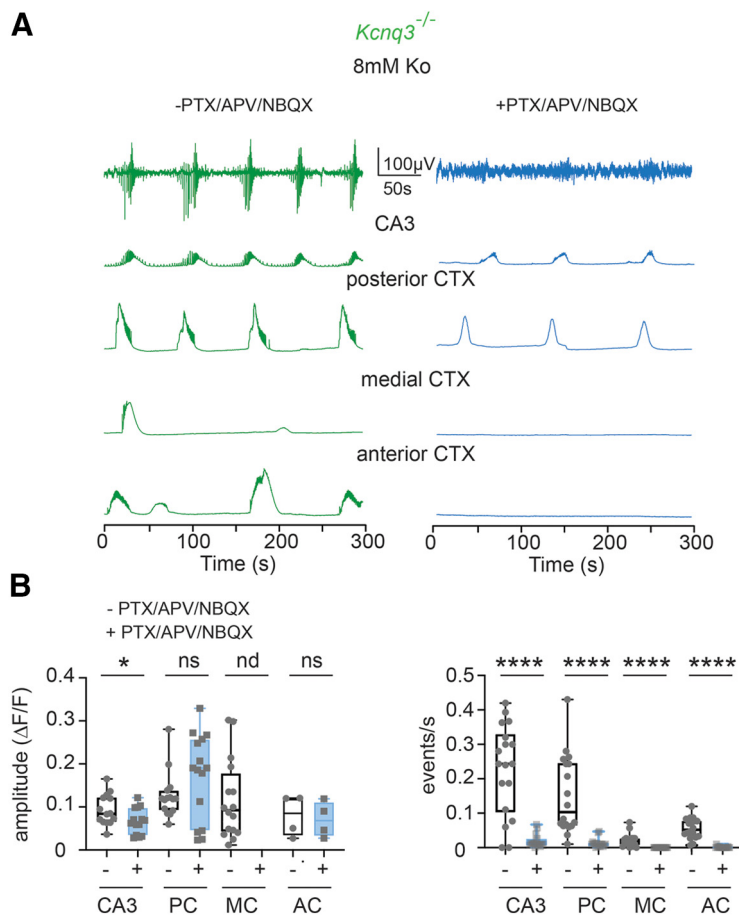 A
Kcnq3-/-
8mM Ko
-PTX/APV/NBQX +PTX/APV/NBQX
100μV
50s
CA3
posterior CTX
medial CTX
anterior CTX
0 100 200 300 0 100 200 300
Time (s) Time (s)
B
- PTX/APV/NBQX
+ PTX/APV/NBQX
* ns nd ns
**** **** **** ****
amplitude (ΔF/F)
0.4
0.3
0.2
0.1
0
- + - + - + - +
CA3 PC MC AC
events/s
0.5
0.4
0.3
0.2
0.1
0
- + - + - + - +
CA3 PC MC AC